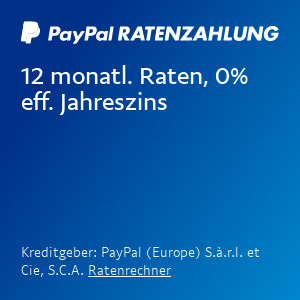 PayPal RATENZAHLUNG
12 monatl. Raten, 0%
eff. Jahreszins
Kreditgeber: PayPal (Europe) S.à.r.l. et
Cie, S.C.A. Ratenrechner